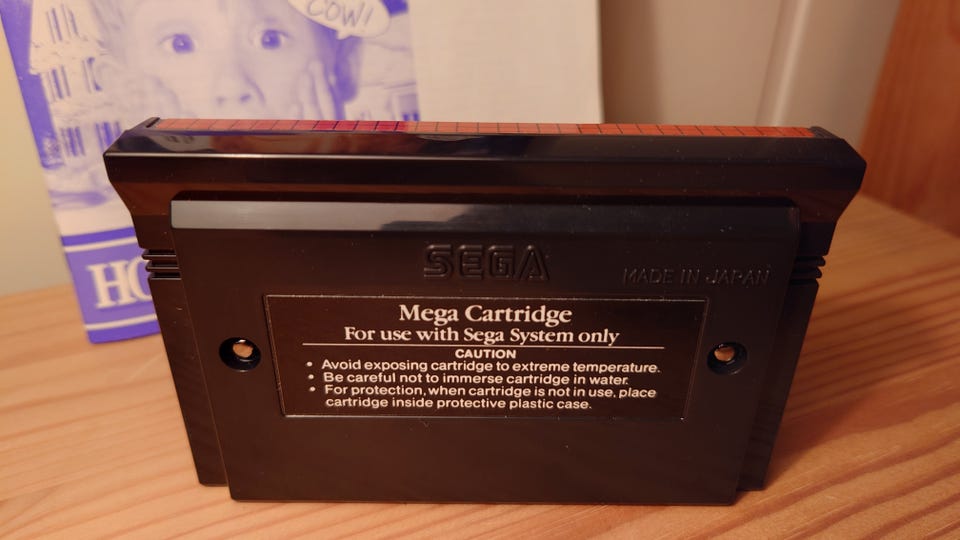 COW!
HO
SEGA
MADE IN JAPAN
Mega Cartridge
For use with Sega System only
CAUTION
• Avoid exposing cartridge to extreme temperature.
• Be careful not to immerse cartridge in water.
• For protection, when cartridge is not in use, place
cartridge inside protective plastic case.